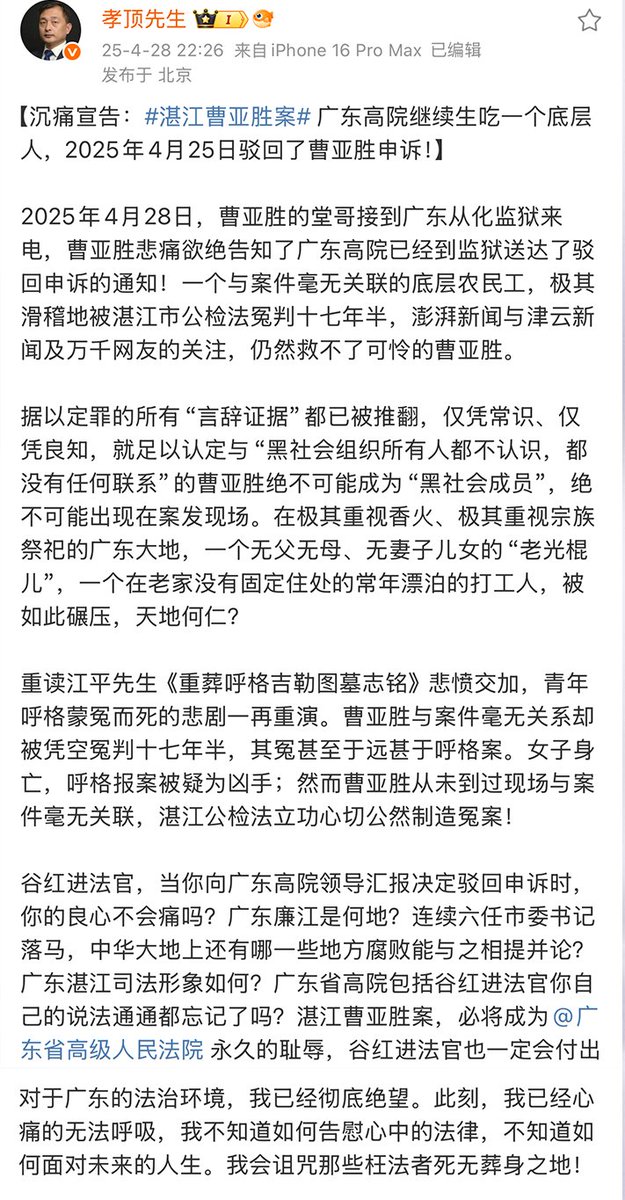 孝顶先生 I
25-4-28 22:26 来自iPhone 16 Pro Max 已编辑
发布于 北京
【沉痛宣告：#湛江曹亚胜案# 广东高院继续生吃一个底层
人，2025年4月25日驳回了曹亚胜申诉！】
2025年4月28日，曹亚胜的堂哥接到广东从化监狱来
电，曹亚胜悲痛欲绝告知了广东高院已经到监狱送达了驳
回申诉的通知！一个与案件毫无关联的底层农民工，极其
滑稽地被湛江市公检法冤判十七年半，澎湃新闻与津云新
闻及万千网友的关注，仍然救不了可怜的曹亚胜。
据以定罪的所有“言辞证据”都已被推翻，仅凭常识、仅
凭良知，就足以认定与“黑社会组织所有人都不认识，都
没有任何联系”的曹亚胜绝不可能成为“黑社会成员”，绝
不可能出现在案发现场。在极其重视香火、极其重视宗族
祭祀的广东大地，一个无父无母、无妻子儿女的“老光棍
儿”，一个在老家没有固定住处的常年漂泊的打工人，被
如此碾压，天地何仁？
重读江平先生《重葬呼格吉勒图墓志铭》悲愤交加，青年
呼格蒙冤而死的悲剧一再重演。曹亚胜与案件毫无关系却
被凭空冤判十七年半，其冤甚至于远甚于呼格案。女子身
亡，呼格报案被疑为凶手；然而曹亚胜从未到过现场与案
件毫无关联，湛江公检法立功心切公然制造冤案！
谷红进法官，当你向广东高院领导汇报决定驳回申诉时，
你的良心不会痛吗？广东廉江是何地？连续六任市委书记
落马，中华大地上还有哪一些地方腐败能与之相提并论？
广东湛江司法形象如何？广东省高院包括谷红进法官你自
己的说法通通都忘记了吗？湛江曹亚胜案，必将成为@广
东省高级人民法院 永久的耻辱，谷红进法官也一定会付出
对于广东的法治环境，我已经彻底绝望。此刻，我已经心
痛的无法呼吸，我不知道如何告慰心中的法律，不知道如
何面对未来的人生。我会诅咒那些枉法者死无葬身之地！